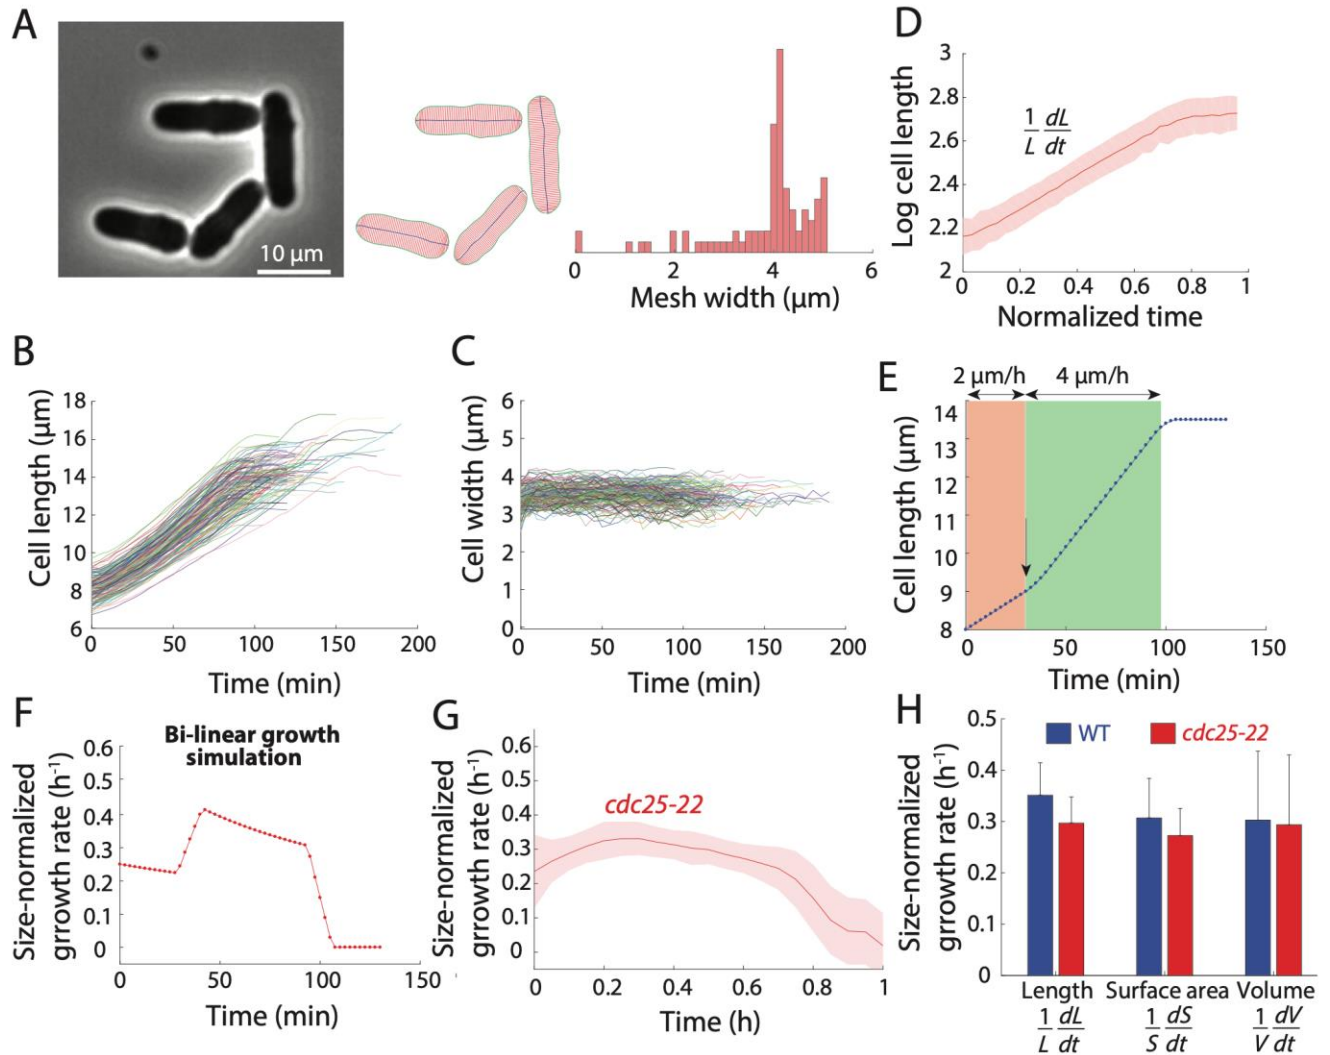 A
10 μm
0
2
4
6
Mesh width (μm)
D
Log cell length
3
2.8
2.6
2.4
2.2
2
1/L dL/dt
0
0.2
0.4
0.6
0.8
1
Normalized time
B
Cell length (μm)
18
16
14
12
10
8
6
0
50
100
150
200
Time (min)
C
Cell width (μm)
6
5
4
3
2
1
0
0
50
100
150
200
Time (min)
E
2 μm/h
4 μm/h
Cell length (μm)
14
13
12
11
10
9
8
0
50
100
150
Time (min)
F
Bi-linear growth
simulation
Size-normalized
grrowth rate (h-1)
0.6
0.5
0.4
0.3
0.2
0.1
0
0
50
100
150
Time (min)
G
cdc25-22
Size-normalized
grrowth rate (h-1)
0.6
0.5
0.4
0.3
0.2
0.1
0
0
0.2
0.4
0.6
0.8
1
Time (h)
H
WT
cdc25-22
Size-normalized
grrowth rate (h-1)
0.5
0.4
0.3
0.2
0.1
0
Length
Surface area
Volume
1/L dL/dt
1/S dS/dt
1/V dV/dt